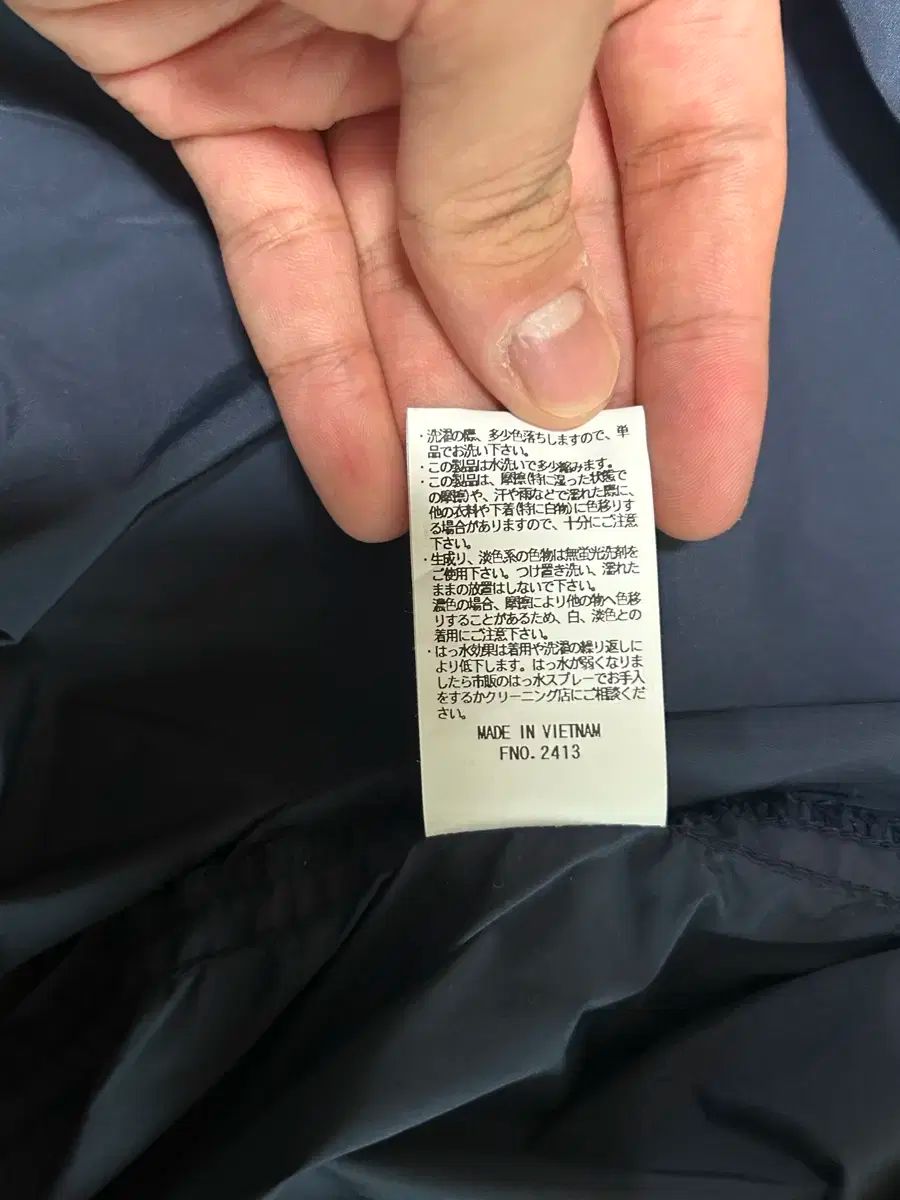 ・洗濯の際、多少色落ちしますので、単
品でお洗い下さい。
・この製品は水洗いで多少縮みます。
・この製品は、摩擦(特に湿った状態で
の摩擦)や、汗や雨などで濡れた際に、
他の衣料や下着(特に白物)に色移りす
る場合がありますので、十分にご注意
下さい。
・生成り、淡色系の色物は無蛍光洗剤を
ご使用下さい。つけ置き洗い、濡れた
ままの放置はしないで下さい。
濃色の場合、摩擦により他の物へ色移
りすることがあるため、白、淡色との
着用にご注意下さい。
・はっ水効果は着用や洗濯の繰り返しに
より低下します。はっ水が弱くなりま
したら市販のはっ水スプレーでお手入
をするかクリーニング店にご相談くだ
さい。
MADE IN VIETNAM
FNO.2413